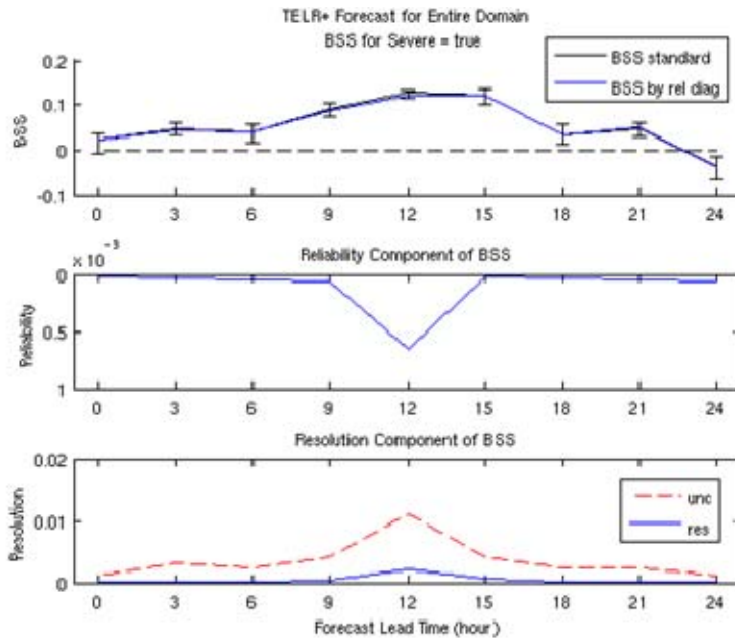 TELR+ Forecast for Entire Domain
BSS for Severe = true
BSS
0.2
0.1
0
-0.1
BSS standard
BSS by rel diag
0 3 6 9 12 15 18 21 24
× 10⁻³
Reliability Component of BSS
Reliability
0
0.5
1
0 3 6 9 12 15 18 21 24
Resolution Component of BSS
Resolution
0.02
0.01
0
unc
res
0 3 6 9 12 15 18 21 24
Forecast Lead Time (hour)